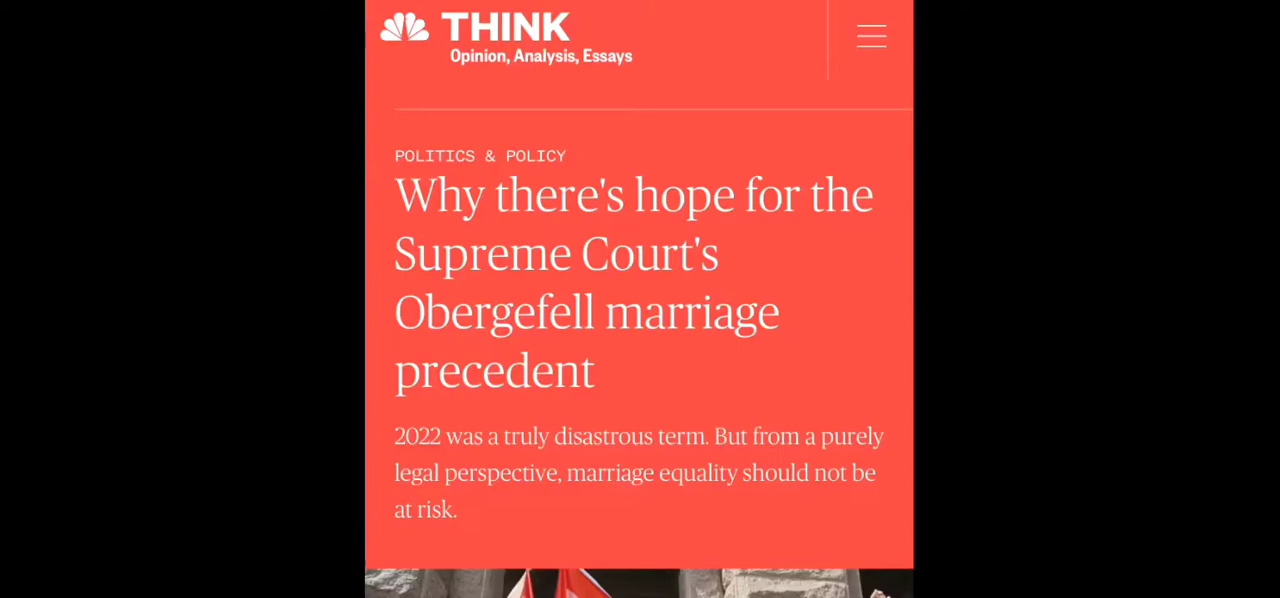 THINK
Opinion, Analysis, Essays
POLITICS & POLICY
Why there's hope for the
Supreme Court's
Obergefell marriage
precedent
2022 was a truly disastrous term. But from a purely
legal perspective, marriage equality should not be
at risk.